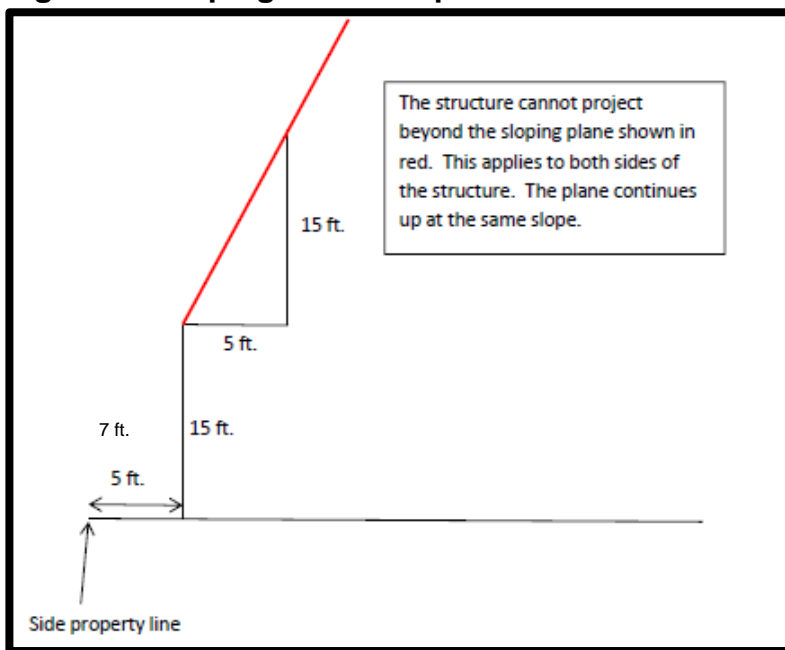 The structure cannot project
beyond the sloping plane shown in
red. This applies to both sides of
the structure. The plane continues
up at the same slope.
15 ft.
5 ft.
7 ft.
15 ft.
5 ft.
Side property line